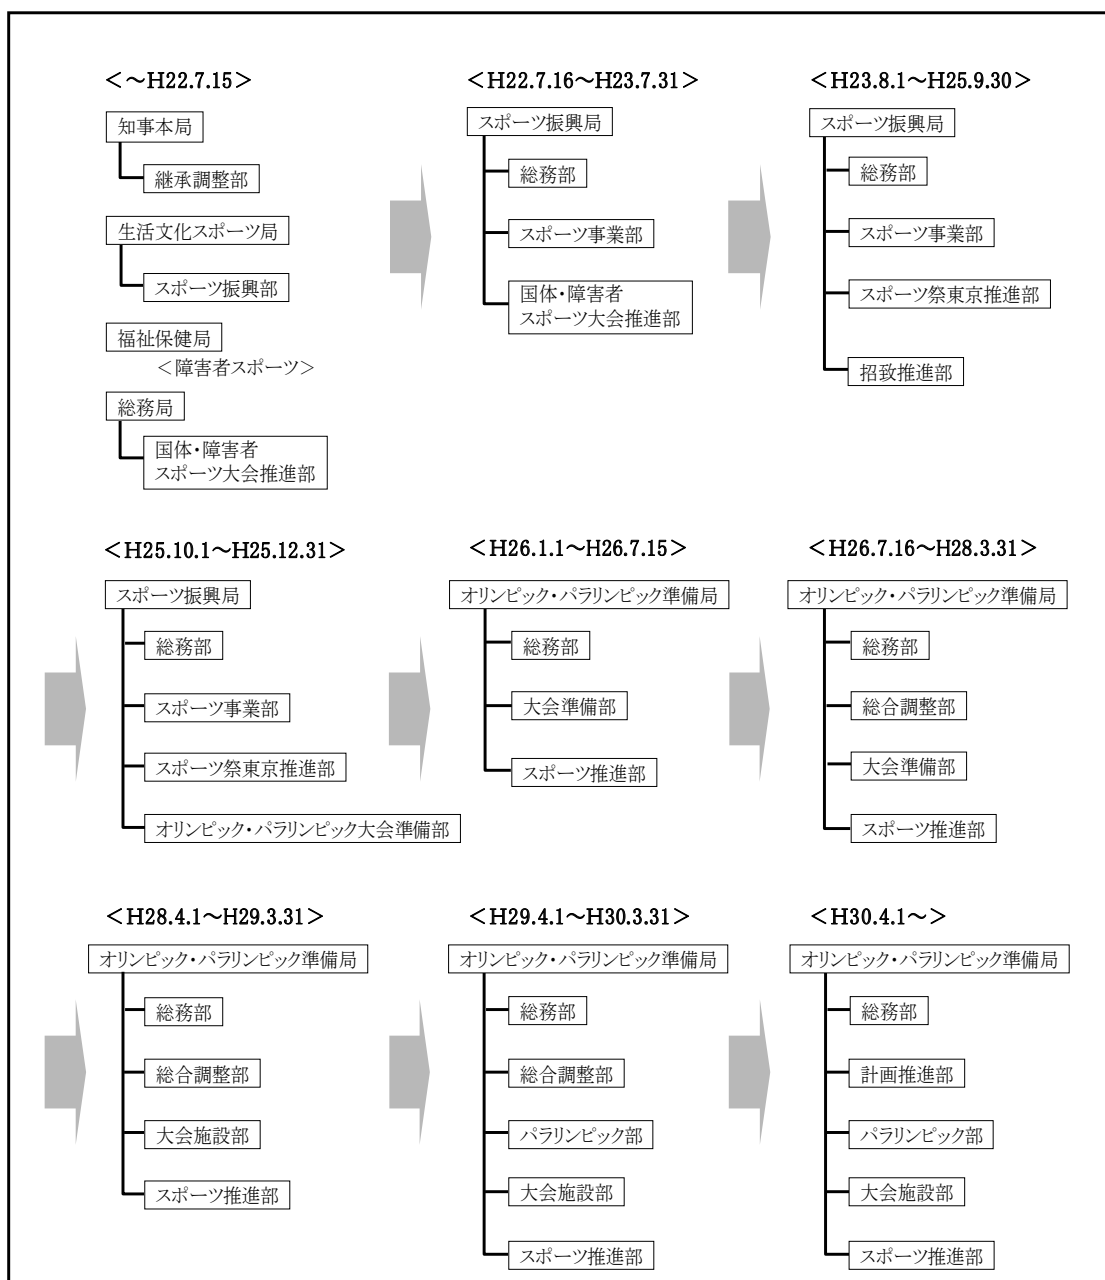 ＜～H22.7.15＞
知事本局
継承調整部
生活文化スポーツ局
スポーツ振興部
福祉保健局
＜障害者スポーツ＞
総務局
国体・障害者
スポーツ大会推進部
＜H22.7.16～H23.7.31＞
スポーツ振興局
総務部
スポーツ事業部
国体・障害者
スポーツ大会推進部
＜H23.8.1～H25.9.30＞
スポーツ振興局
総務部
スポーツ事業部
スポーツ祭東京推進部
招致推進部
＜H25.10.1～H25.12.31＞
スポーツ振興局
総務部
スポーツ事業部
スポーツ祭東京推進部
オリンピック・パラリンピック大会準備部
＜H26.1.1～H26.7.15＞
オリンピック・パラリンピック準備局
総務部
大会準備部
スポーツ推進部
＜H26.7.16～H28.3.31＞
オリンピック・パラリンピック準備局
総務部
総合調整部
大会準備部
スポーツ推進部
＜H28.4.1～H29.3.31＞
オリンピック・パラリンピック準備局
総務部
総合調整部
大会施設部
スポーツ推進部
＜H29.4.1～H30.3.31＞
オリンピック・パラリンピック準備局
総務部
総合調整部
パラリンピック部
大会施設部
スポーツ推進部
＜H30.4.1～＞
オリンピック・パラリンピック準備局
総務部
計画推進部
パラリンピック部
大会施設部
スポーツ推進部